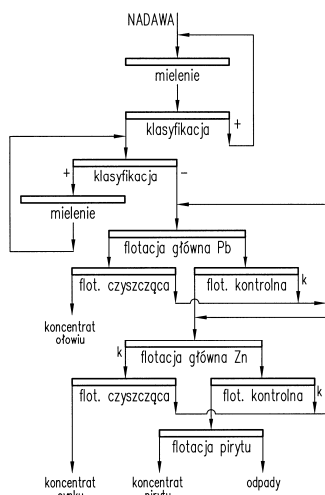 NADAWA
mielenie
klasyfikacja
+
+
klasyfikacja
−
mielenie
flotacja główna Pb
flot. czyszcząca
flot. kontrolna
k
koncentrat
ołowiu
k
flotacja główna Zn
flot. czyszcząca
flot. kontrolna
k
flotacja pirytu
koncentrat
koncentrat
odpady